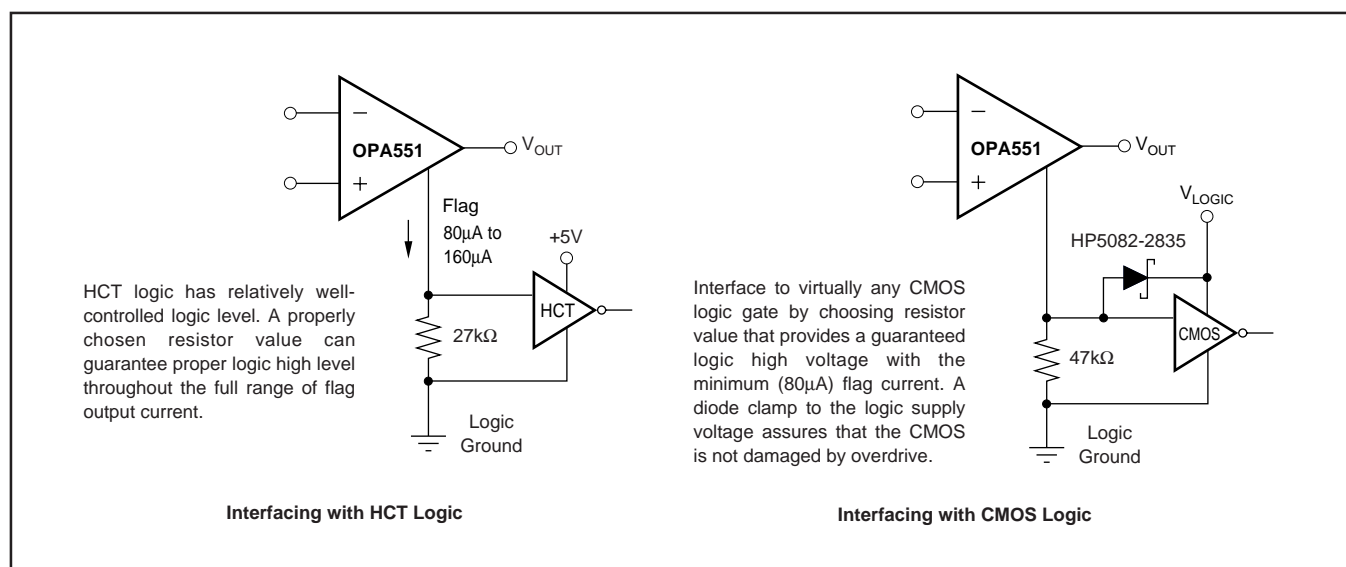 −
OPA551
+
VOUT
Flag
80µA to
160µA
+5V
HCT
27kΩ
Logic
Ground
HCT logic has relatively well-
controlled logic level. A properly
chosen resistor value can
guarantee proper logic high level
throughout the full range of flag
output current.
Interfacing with HCT Logic
−
OPA551
+
VOUT
VLOGIC
HP5082-2835
CMOS
47kΩ
Logic
Ground
Interface to virtually any CMOS
logic gate by choosing resistor
value that provides a guaranteed
logic high voltage with the
minimum (80µA) flag current. A
diode clamp to the logic supply
voltage assures that the CMOS
is not damaged by overdrive.
Interfacing with CMOS Logic